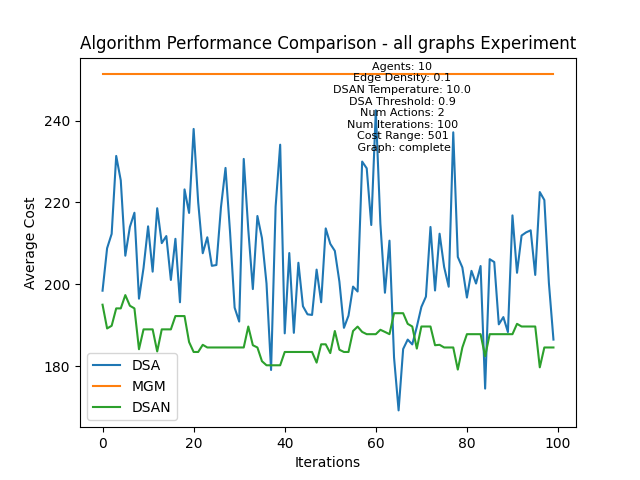 Algorithm Performance Comparison - all graphs Experiment
Agents: 10
Edge Density: 0.1
DSAN Temperature: 10.0
DSA Threshold: 0.9
Num Actions: 2
Num Iterations: 100
Cost Range: 501
Graph: complete
240
220
200
180
Average Cost
DSA
MGM
DSAN
0
20
40
60
80
100
Iterations